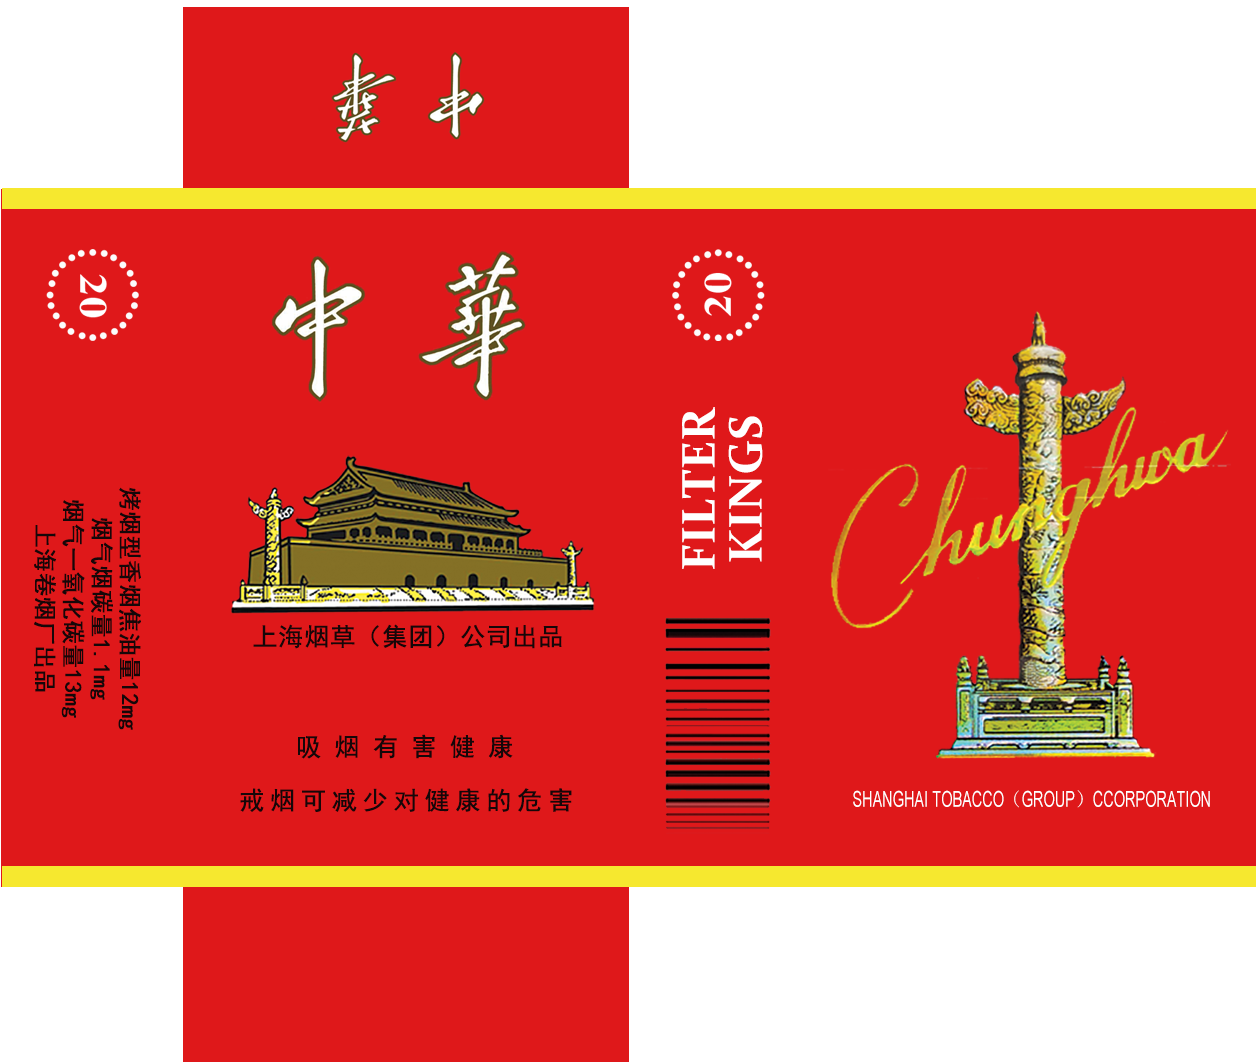 中華
20
烤烟型香烟焦油量12mg
烟气烟碳量1.1mg
烟气一氧化碳量13mg
上海卷烟厂出品
中華
上海烟草（集团）公司出品
吸烟有害健康
戒烟可减少对健康的危害
20
FILTER
KINGS
Chunghwa
SHANGHAI TOBACCO（GROUP）CCORPORATION